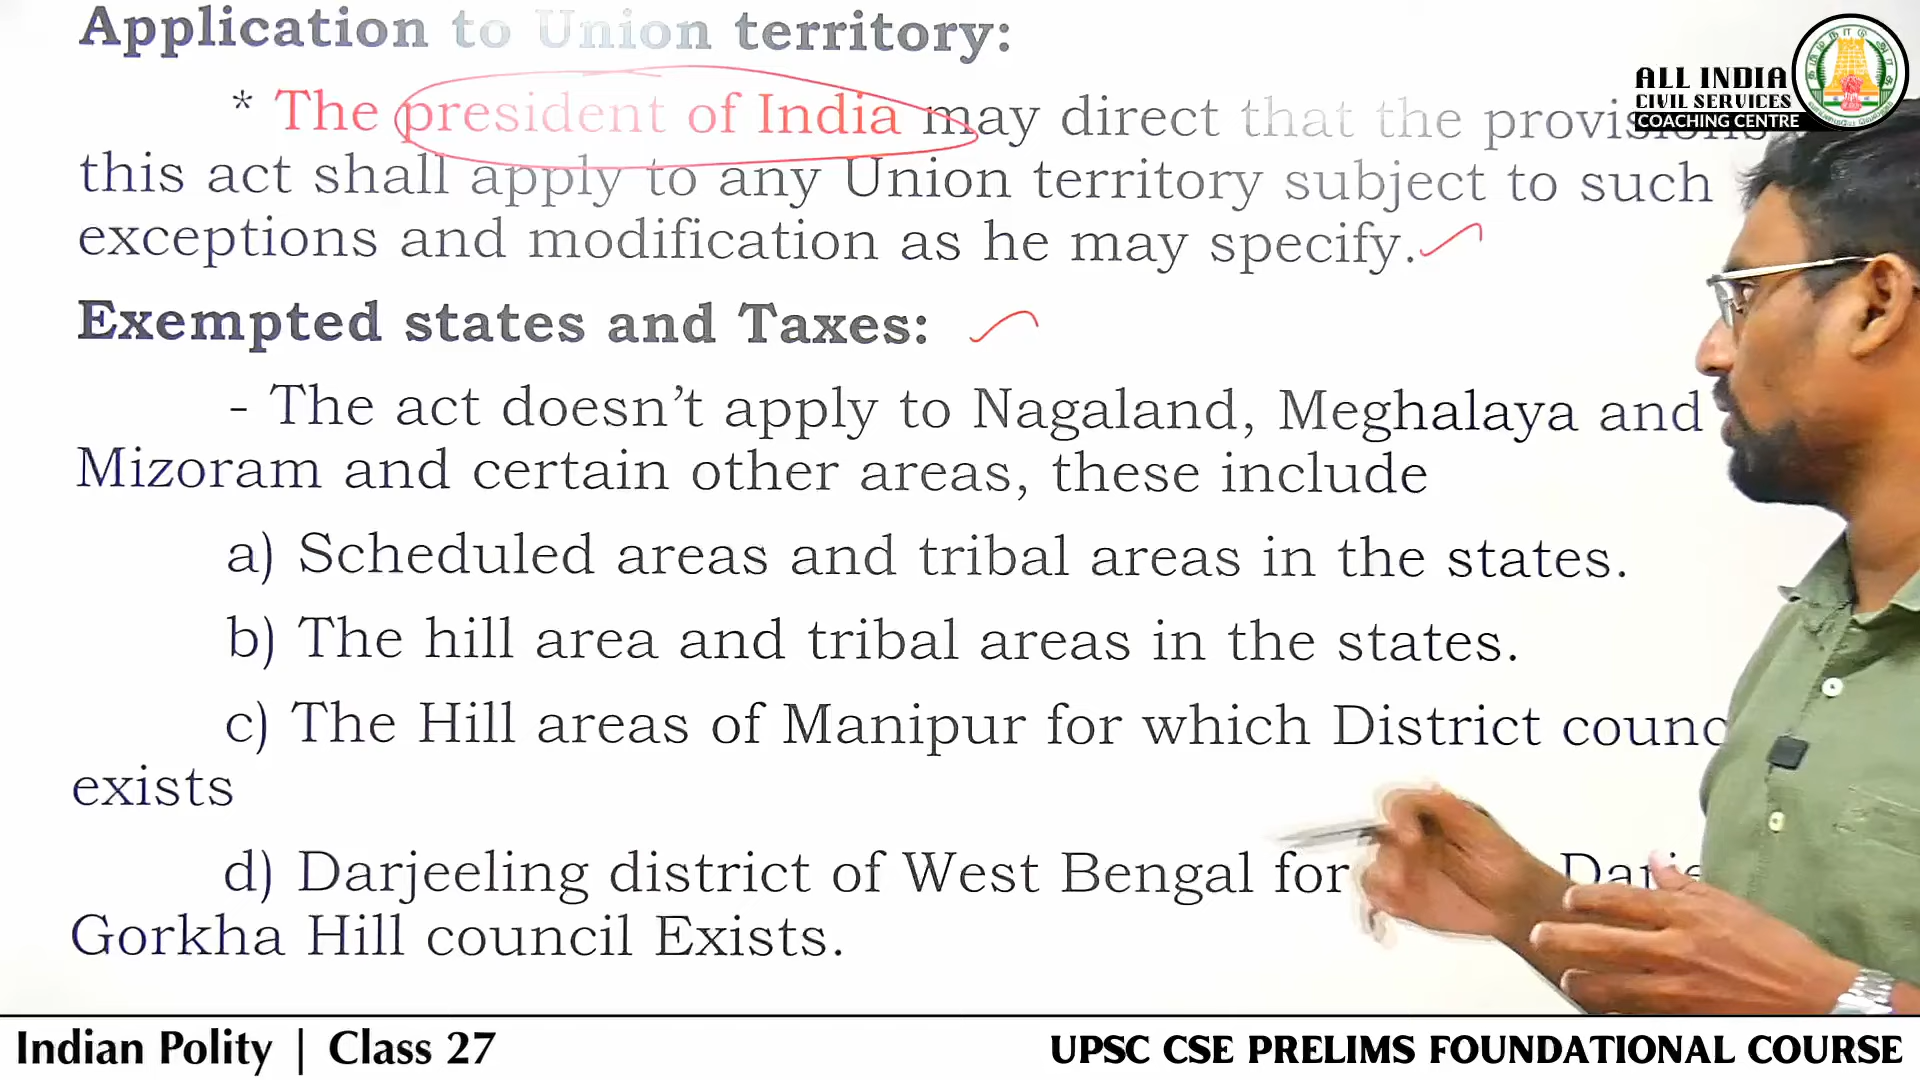 Application to Union territory:
* The president of India may direct that the
this act shall apply to any Union territory subject to such
exceptions and modification as he may specify.
Exempted states and Taxes:
- The act doesn't apply to Nagaland, Meghalaya and
Mizoram and certain other areas, these include
a) Scheduled areas and tribal areas in the states.
b) The hill area and tribal areas in the states.
c) The Hill areas of Manipur for which District
exists
d) Darjeeling district of West Bengal for
Gorkha Hill council Exists.
ALL INDIA
CIVIL SERVICES
COACHING CENTRE
Indian Polity | Class 27
UPSC CSE PRELIMS FOUNDATIONAL COURSE